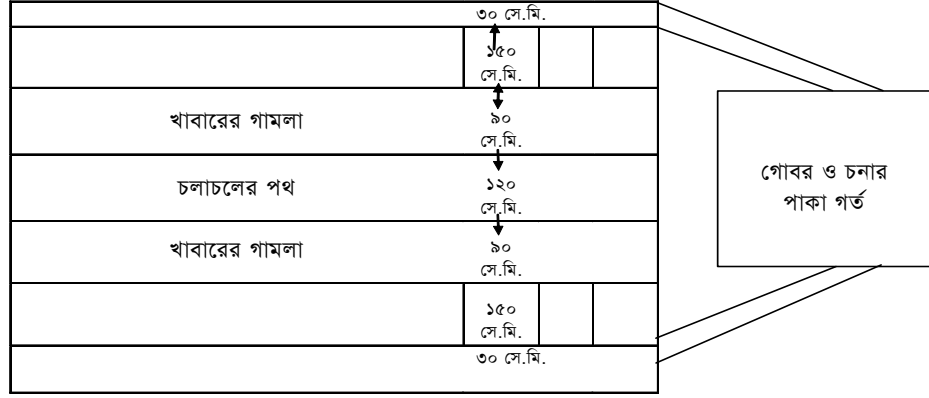 ৩০ সে.মি.
১৫০
সে.মি.
খাবারের গামলা
৯০
সে.মি.
চলাচলের পথ
১২০
সে.মি.
খাবারের গামলা
৯০
সে.মি.
১৫০
সে.মি.
৩০ সে.মি.
গোবর ও চনার
পাকা গর্ত